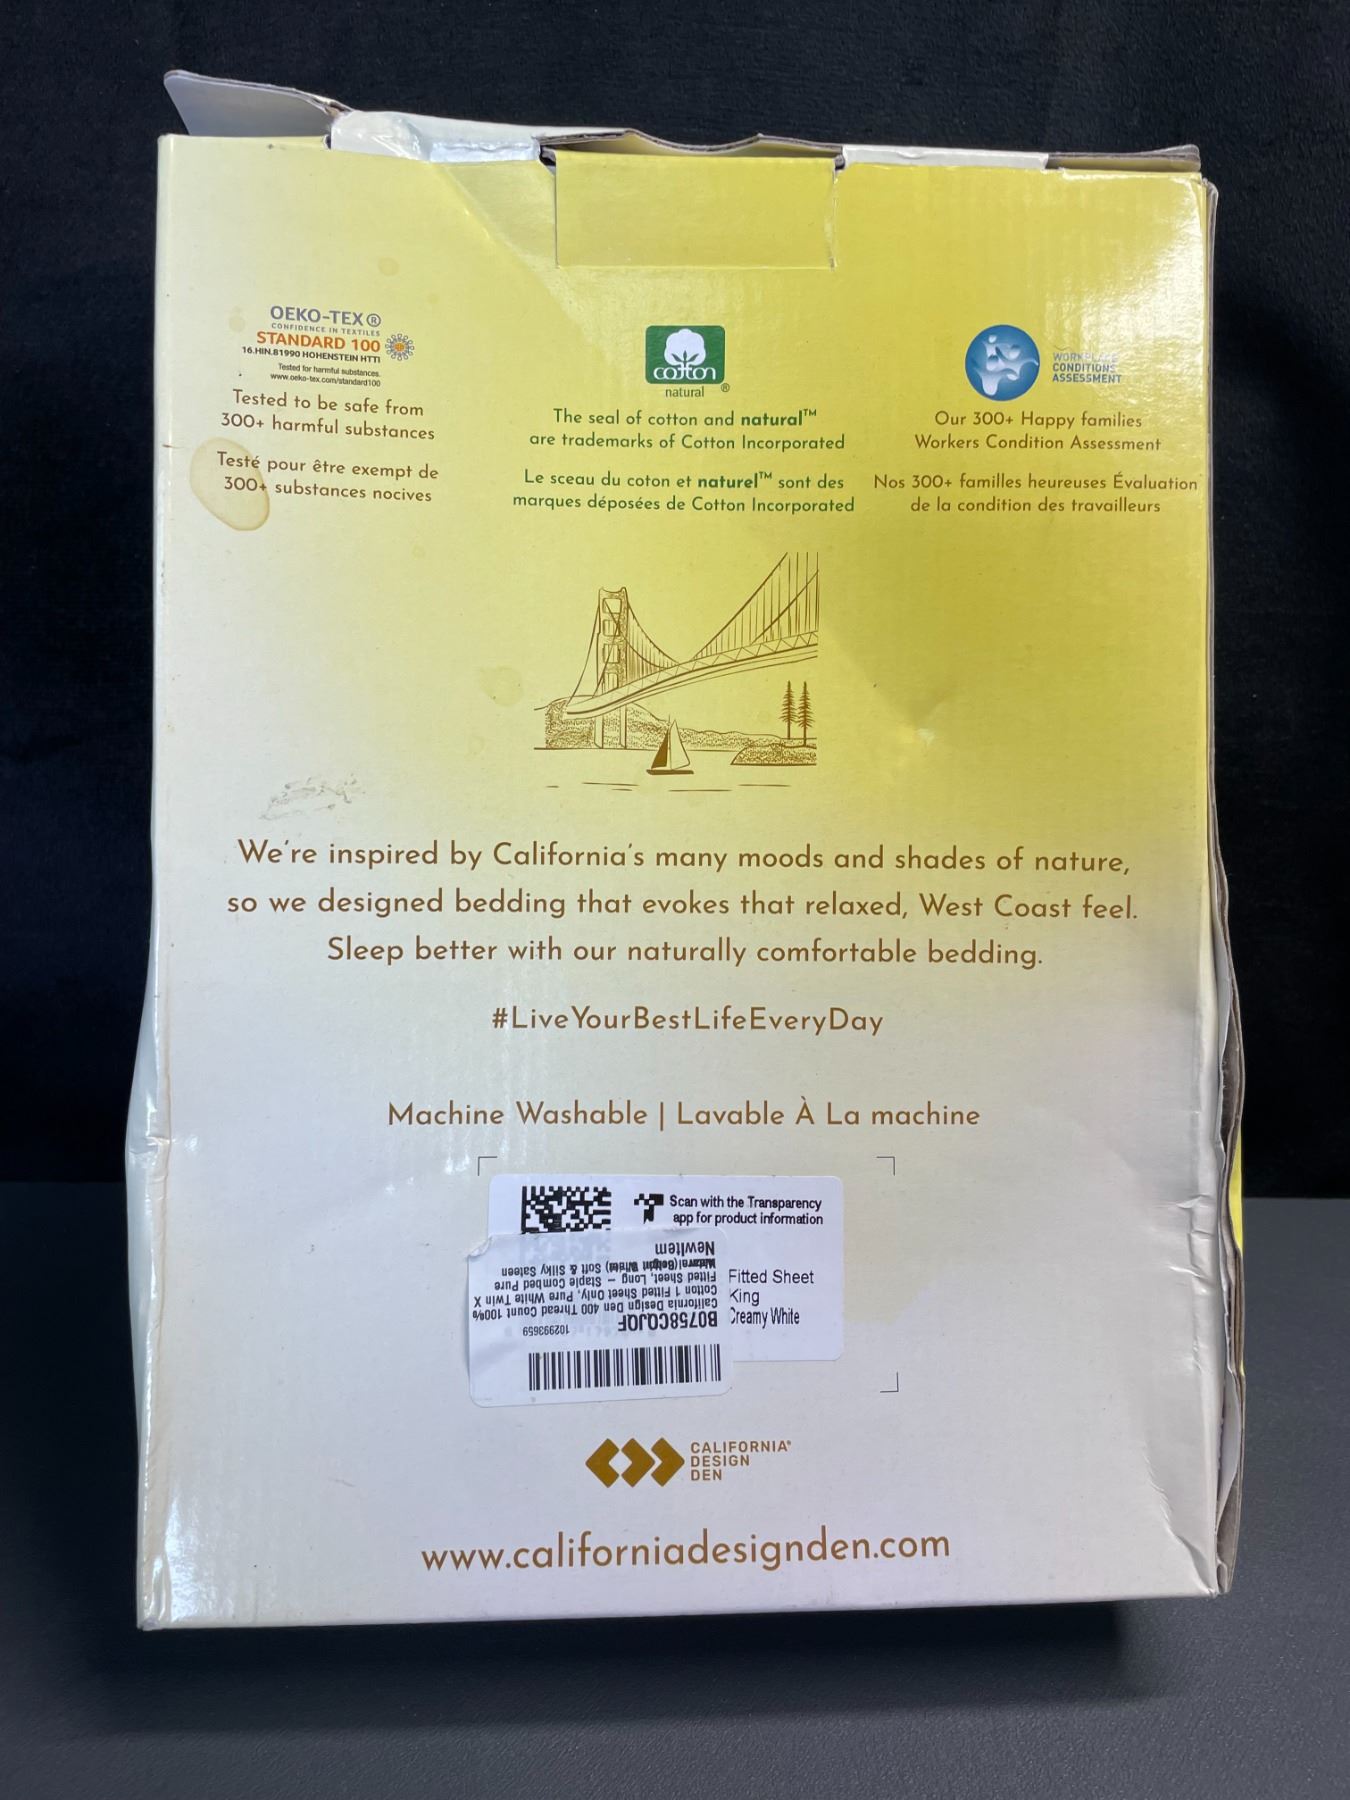 OEKO-TEX®
CONFIDENCE IN TEXTILES
STANDARD 100
16.HIN.81990 HOHENSTEIN HTTI
Tested for harmful substances.
www.oeko-tex.com/standard100
Tested to be safe from
300+ harmful substances
Testé pour être exempt de
300+ substances nocives
cotton
natural ®
The seal of cotton and natural™
are trademarks of Cotton Incorporated
Le sceau du coton et naturel™ sont des
marques déposées de Cotton Incorporated
WORKPLACE
CONDITIONS
ASSESSMENT
Our 300+ Happy families
Workers Condition Assessment
Nos 300+ familles heureuses Évaluation
de la condition des travailleurs
We're inspired by California's many moods and shades of nature,
so we designed bedding that evokes that relaxed, West Coast feel.
Sleep better with our naturally comfortable bedding.
#LiveYourBestLifeEveryDay
Machine Washable | Lavable À La machine
Scan with the Transparency
app for product information
Fitted Sheet
King
Creamy White
102993659
B0758CQJQF
California Design Den 400 Thread Count 100%
Cotton 1 Fitted Sheet Only, Pure White Twin X
Fitted Sheet, Long - Staple Combed Pure
Soft & Silky Sateen
NewItem
CALIFORNIA®
DESIGN
DEN
www.californiadesignden.com